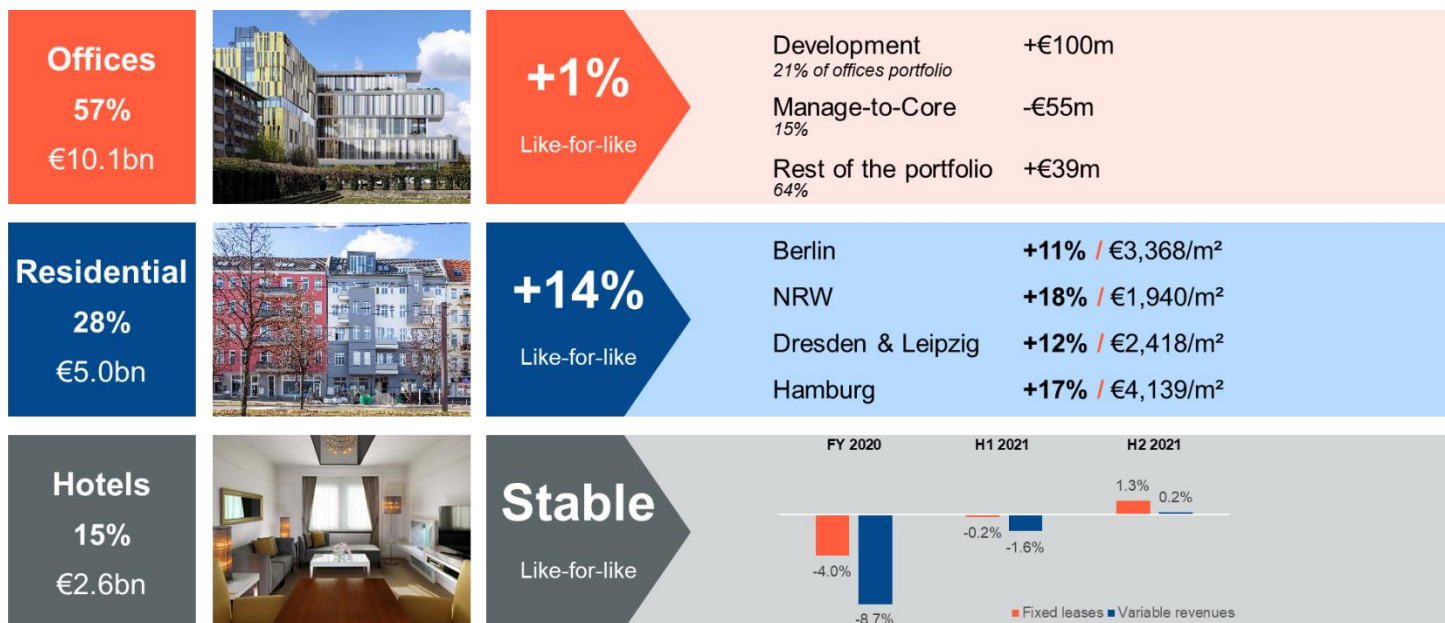 Offices
57%
€10.1bn
+1%
Like-for-like
Development +€100m
21% of offices portfolio
Manage-to-Core -€55m
15%
Rest of the portfolio +€39m
64%
Residential
28%
€5.0bn
+14%
Like-for-like
Berlin +11% / €3,368/m²
NRW +18% / €1,940/m²
Dresden & Leipzig +12% / €2,418/m²
Hamburg +17% / €4,139/m²
Hotels
15%
€2.6bn
Stable
Like-for-like
FY 2020 H1 2021 H2 2021
1.3% 0.2%
-0.2% -1.6%
-4.0%
-8.7%
Fixed leases Variable revenues